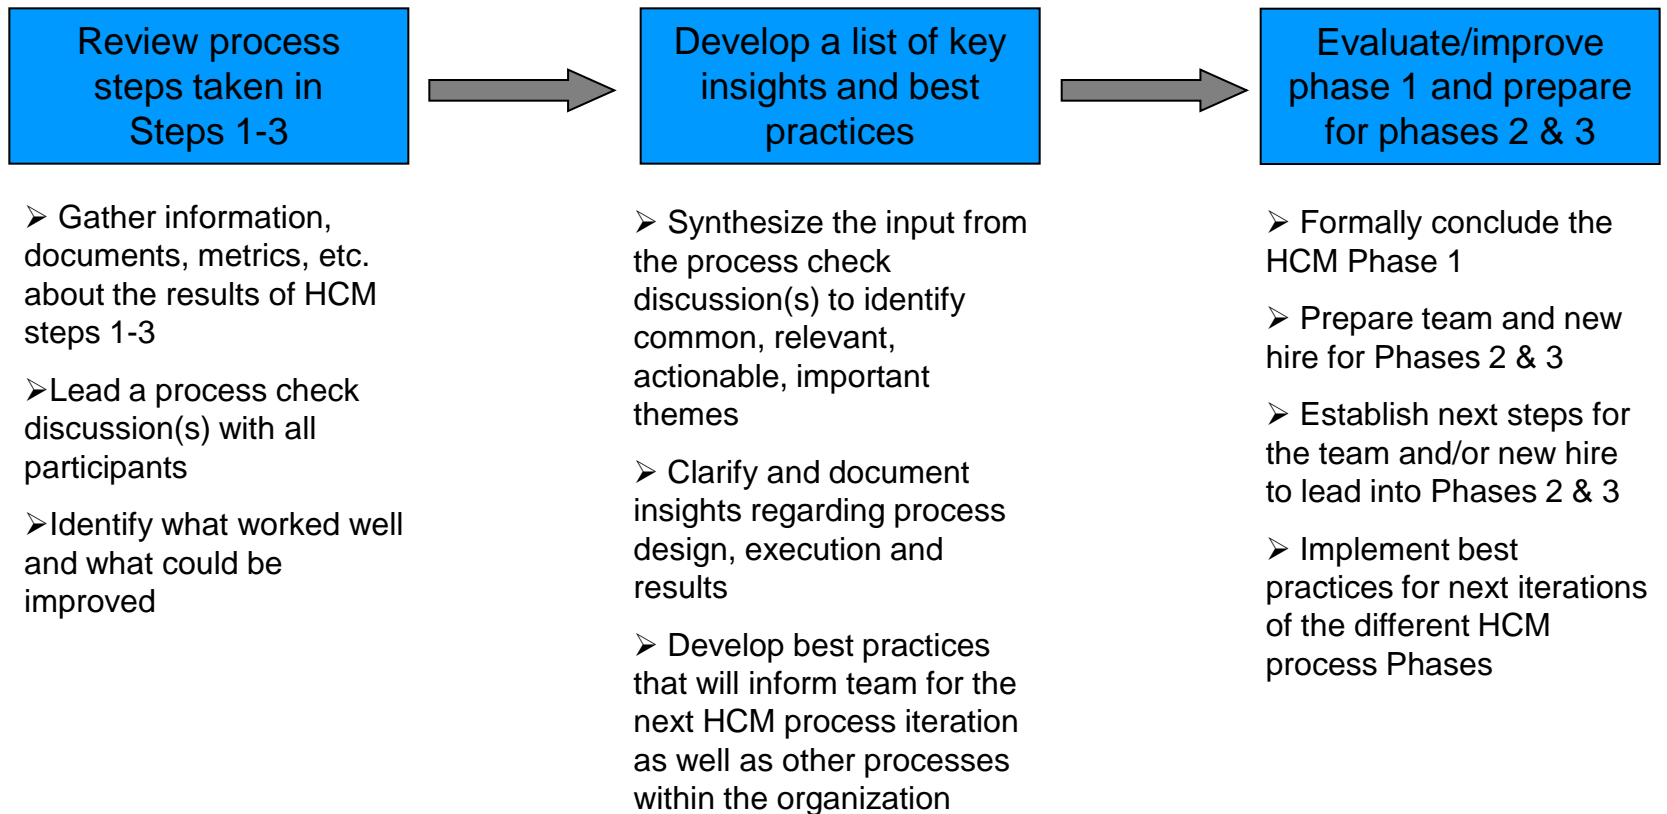 Review process
steps taken in
Steps 1-3
Develop a list of key
insights and best
practices
Evaluate/improve
phase 1 and prepare
for phases 2 & 3
➢ Gather information,
documents, metrics, etc.
about the results of HCM
steps 1-3
➢Lead a process check
discussion(s) with all
participants
➢Identify what worked well
and what could be
improved
➢ Synthesize the input from
the process check
discussion(s) to identify
common, relevant,
actionable, important
themes
➢ Clarify and document
insights regarding process
design, execution and
results
➢ Develop best practices
that will inform team for the
next HCM process iteration
as well as other processes
within the organization
➢ Formally conclude the
HCM Phase 1
➢ Prepare team and new
hire for Phases 2 & 3
➢ Establish next steps for
the team and/or new hire
to lead into Phases 2 & 3
➢ Implement best
practices for next iterations
of the different HCM
process Phases